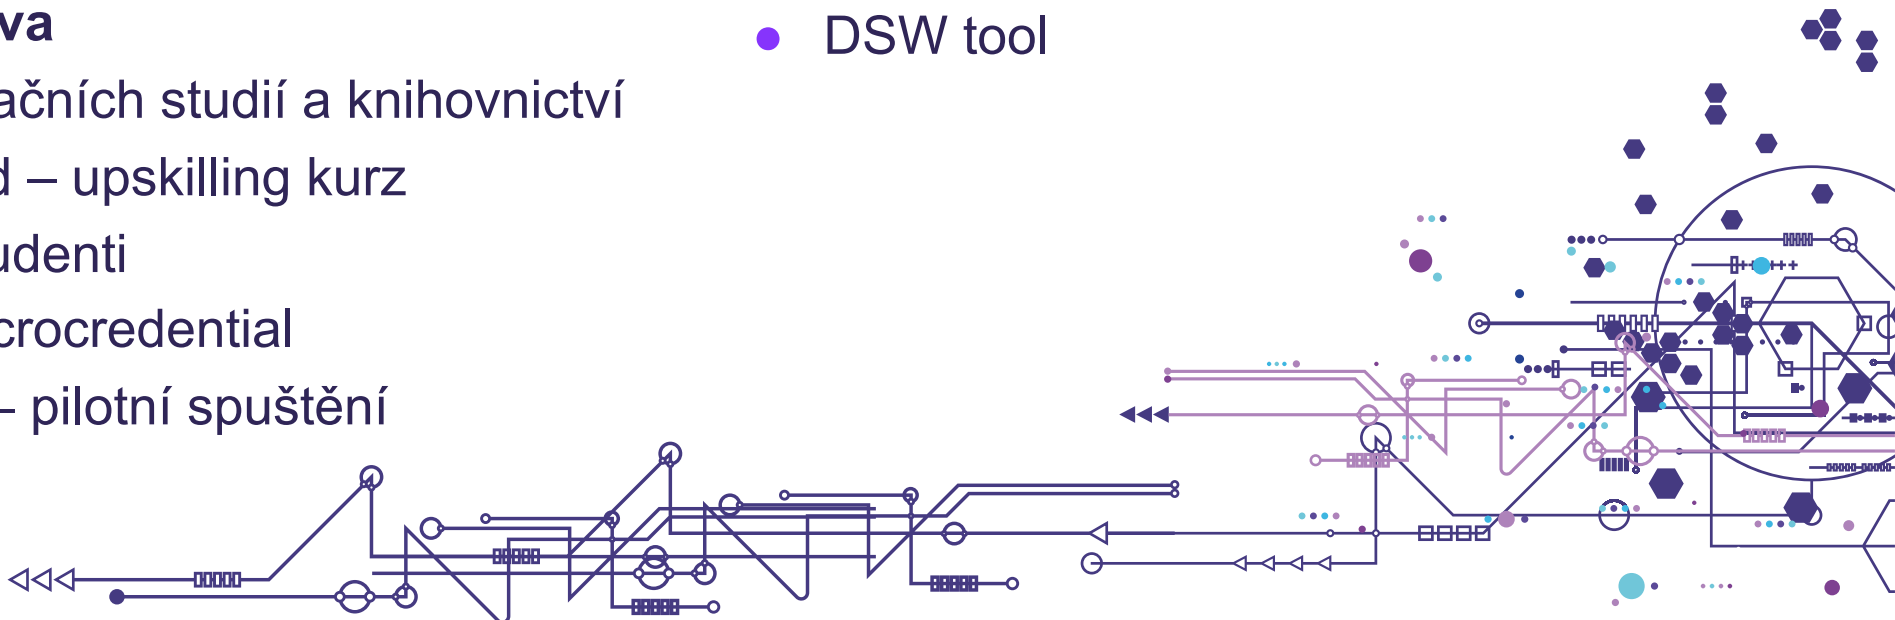 va
ačních studií a knihovnictví
d – upskilling kurz
udenti
crocredential
– pilotní spuštění
DSW tool